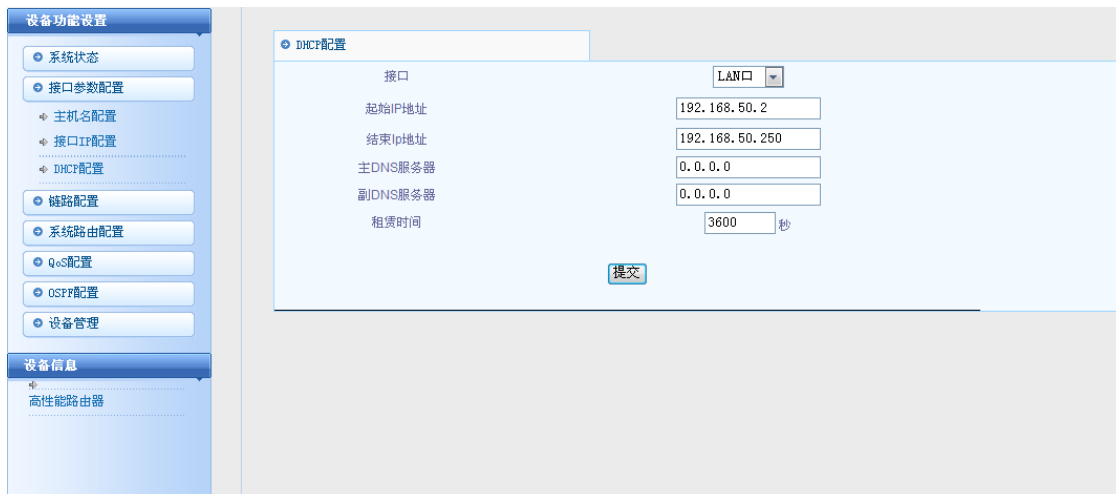 设备功能设置
系统状态
接口参数配置
主机名配置
接口IP配置
DHCP配置
链路配置
系统路由配置
QoS配置
OSPF配置
设备管理
设备信息
高性能路由器
DHCP配置
接口 LAN口
起始IP地址 192.168.50.2
结束Ip地址 192.168.50.250
主DNS服务器 0.0.0.0
副DNS服务器 0.0.0.0
租赁时间 3600 秒
提交